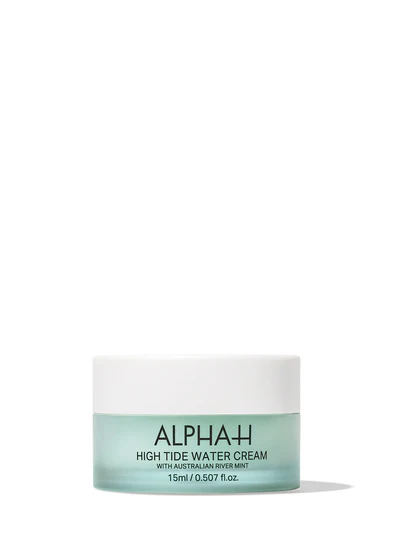 ALPHA-H
HIGH TIDE WATER CREAM
WITH AUSTRALIAN RIVER MINT
15ml / 0.507 fl.oz.